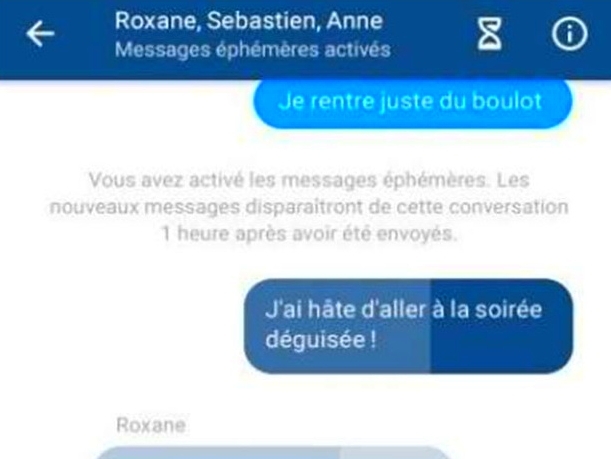 Roxane, Sebastien, Anne
Messages éphémères activés
Je rentre juste du boulot
Vous avez activé les messages éphémères. Les
nouveaux messages disparaîtront de cette conversation
1 heure après avoir été envoyés.
J'ai hâte d'aller à la soirée
déguisée !
Roxane